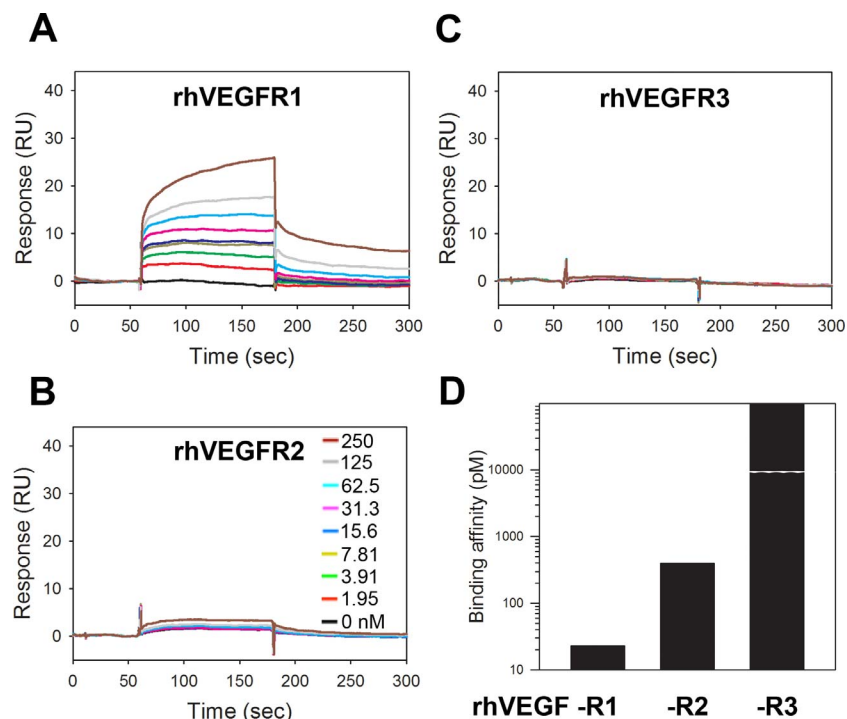 A
rhVEGFR1
Response (RU)
40
30
20
10
0
0 50 100 150 200 250 300
Time (sec)
B
rhVEGFR2
Response (RU)
40
30
20
10
0
250
125
62.5
31.3
15.6
7.81
3.91
1.95
0 nM
0 50 100 150 200 250 300
Time (sec)
C
rhVEGFR3
Response (RU)
40
30
20
10
0
0 50 100 150 200 250 300
Time (sec)
D
Binding affinity (pM)
10000
1000
100
10
rhVEGF -R1 -R2 -R3